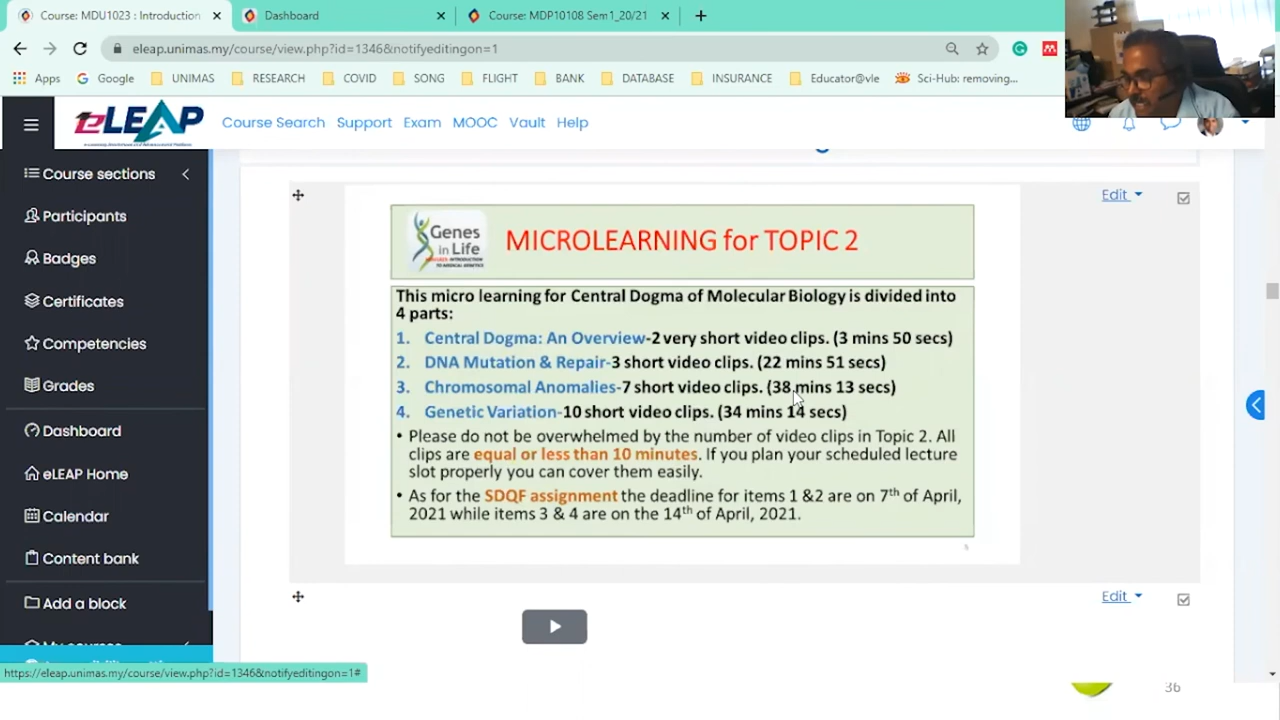 Course: MDU1023 : Introduction
Dashboard
Course: MDP10108 Sem1_20/21
eleap.unimas.my/course/view.php?id=1346&notifyeditingon=1
Apps Google UNIMAS RESEARCH COVID SONG FLIGHT BANK DATABASE INSURANCE Educator@vle Sci-Hub: removing...
eLEAP
Course Search Support Exam MOOC Vault Help
Course sections
Participants
Badges
Certificates
Competencies
Grades
Dashboard
eLEAP Home
Calendar
Content bank
Add a block
Edit
Genes
in Life
MICROLEARNING for TOPIC 2
This micro learning for Central Dogma of Molecular Biology is divided into
4 parts:
1. Central Dogma: An Overview-2 very short video clips. (3 mins 50 secs)
2. DNA Mutation & Repair-3 short video clips. (22 mins 51 secs)
3. Chromosomal Anomalies-7 short video clips. (38 mins 13 secs)
4. Genetic Variation-10 short video clips. (34 mins 14 secs)
• Please do not be overwhelmed by the number of video clips in Topic 2. All
clips are equal or less than 10 minutes. If you plan your scheduled lecture
slot properly you can cover them easily.
• As for the SDQF assignment the deadline for items 1 &2 are on 7th of April,
2021 while items 3 & 4 are on the 14th of April, 2021.
Edit
https://eleap.unimas.my/course/view.php?id=1346&notifyeditingon=1#
36